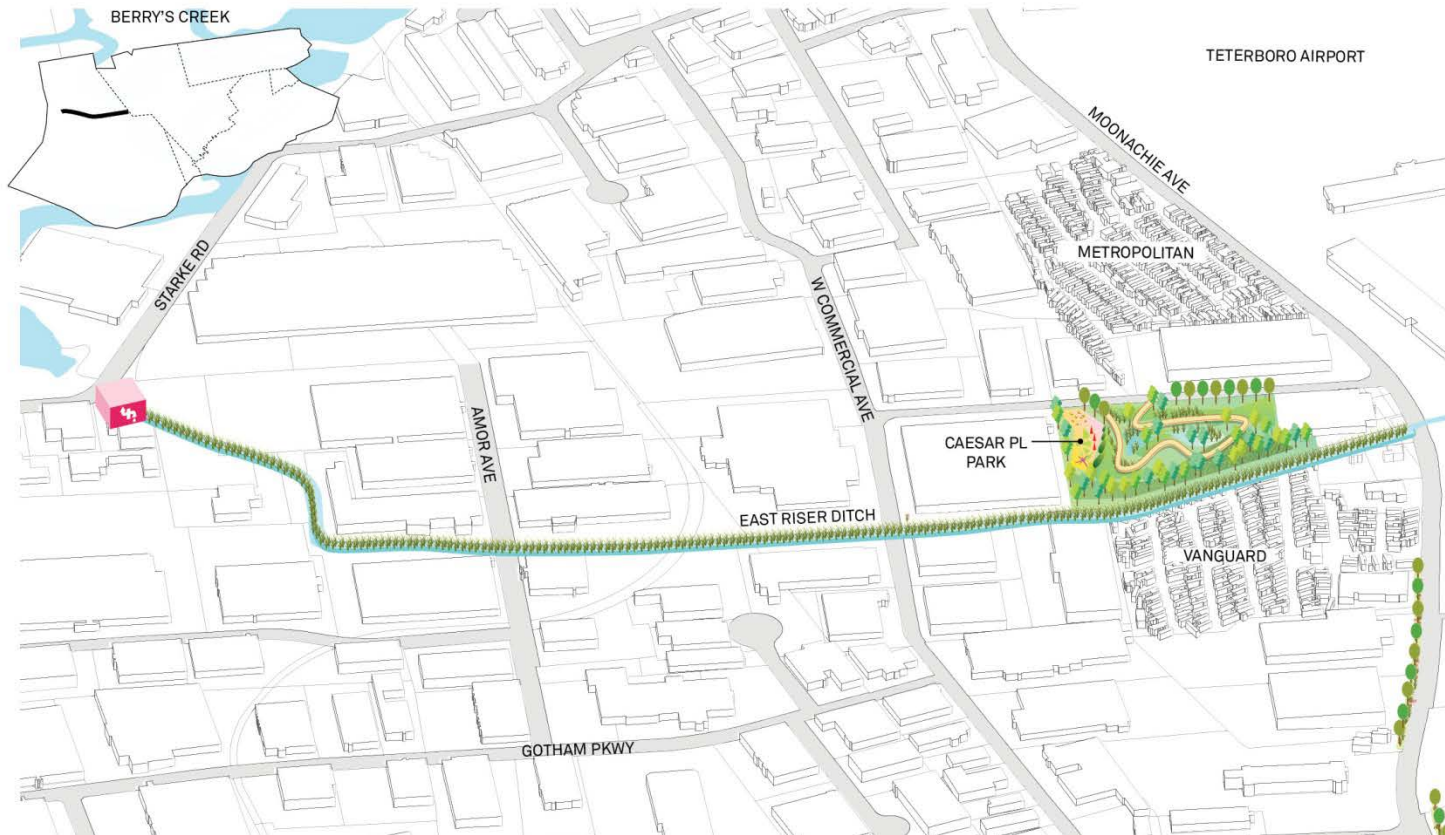 BERRY'S CREEK
TETERBORO AIRPORT
MOONACHIE AVE
METROPOLITAN
STARKE RD
W COMMERCIAL AVE
AMOR AVE
CAESAR PL
PARK
EAST RISER DITCH
VANGUARD
GOTHAM PKWY